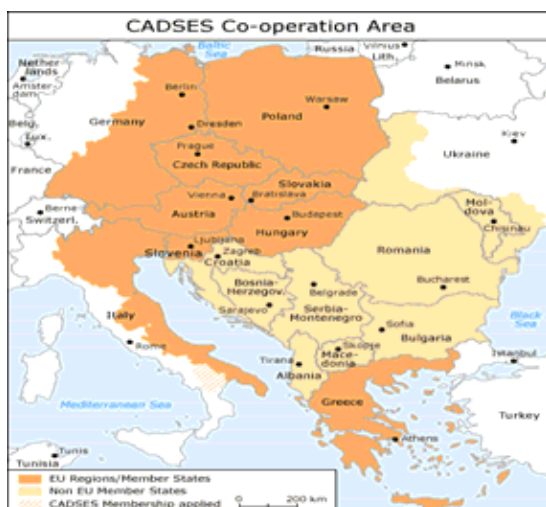 CADSES Co-operation Area
Baltic
Sea
Russia
Vilnius
Lith.
Minsk
Belarus
Nether-
lands
Amster-
dam
Berlin
Warsaw
Belg.
Germany
Dresden
Poland
Lux.
Prague
Kiev
Czech Republic
Ukraine
France
Slovakia
Vienna
Bratislava
Berne
Switzerl.
Austria
Budapest
Mol-
dova
Hungary
Chisinău
Ljubljana
Slovenia
Zagreb
Croatia
Romania
Bosnia-
Herzegov.
Belgrade
Bucharest
Sarajevo
Serbia-
Montenegro
Italy
Sofia
Black
Sea
Bulgaria
Rome
Skopje
Tirana
Mace-
donia
Istanbul
Albania
Mediterranean Sea
Greece
Turkey
Tunis
Athens
Tunisia
EU Regions/Member States
Non EU Member States
CADSES Membership applied
0 200 km